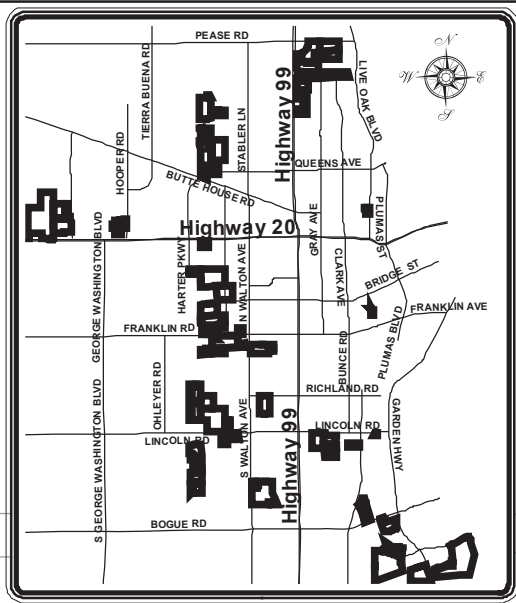 PEASE RD
N
W E
S
TIERRA BUENA RD
STABLER LN
Highway 99
LIVE OAK BLVD
HOOPER RD
QUEENS AVE
BUTTE HOUSE RD
Highway 20
GRAY AVE
PLUMAS ST
GEORGE WASHINGTON BLVD
HARTER PKWY
N WALTON AVE
CLARK AVE
BRIDGE ST
FRANKLIN AVE
FRANKLIN RD
PLUMAS BLVD
BUNCE RD
OHLEYER RD
RICHLAND RD
S GEORGE WASHINGTON BLVD
LINCOLN RD
LINCOLN RD
S WALTON AVE
Highway 99
GARDEN HWY
BOGUE RD